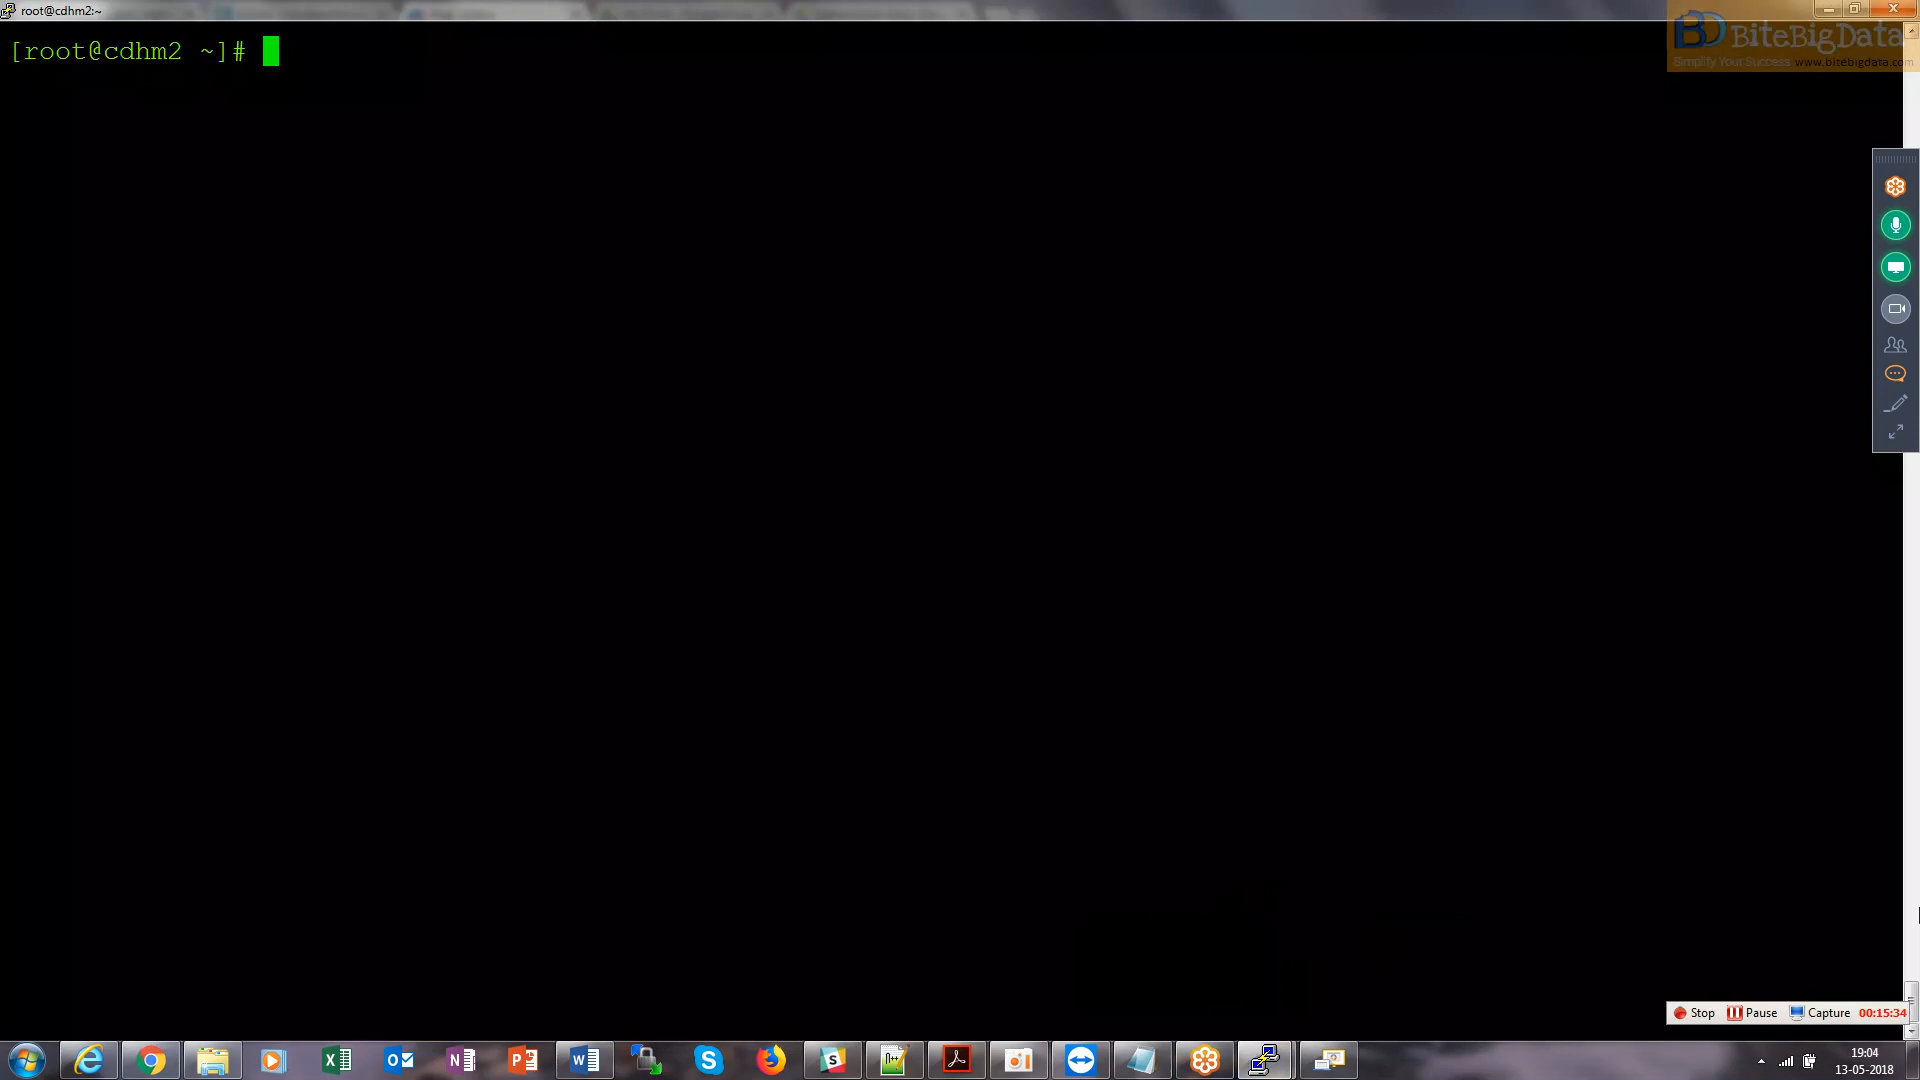 root@cdhm2:~
[root@cdhm2 ~]#
BD BiteBigData
Simplify Your Success www.bitebigdata.com
Stop Pause Capture 00:15:34
19:04
13-05-2018